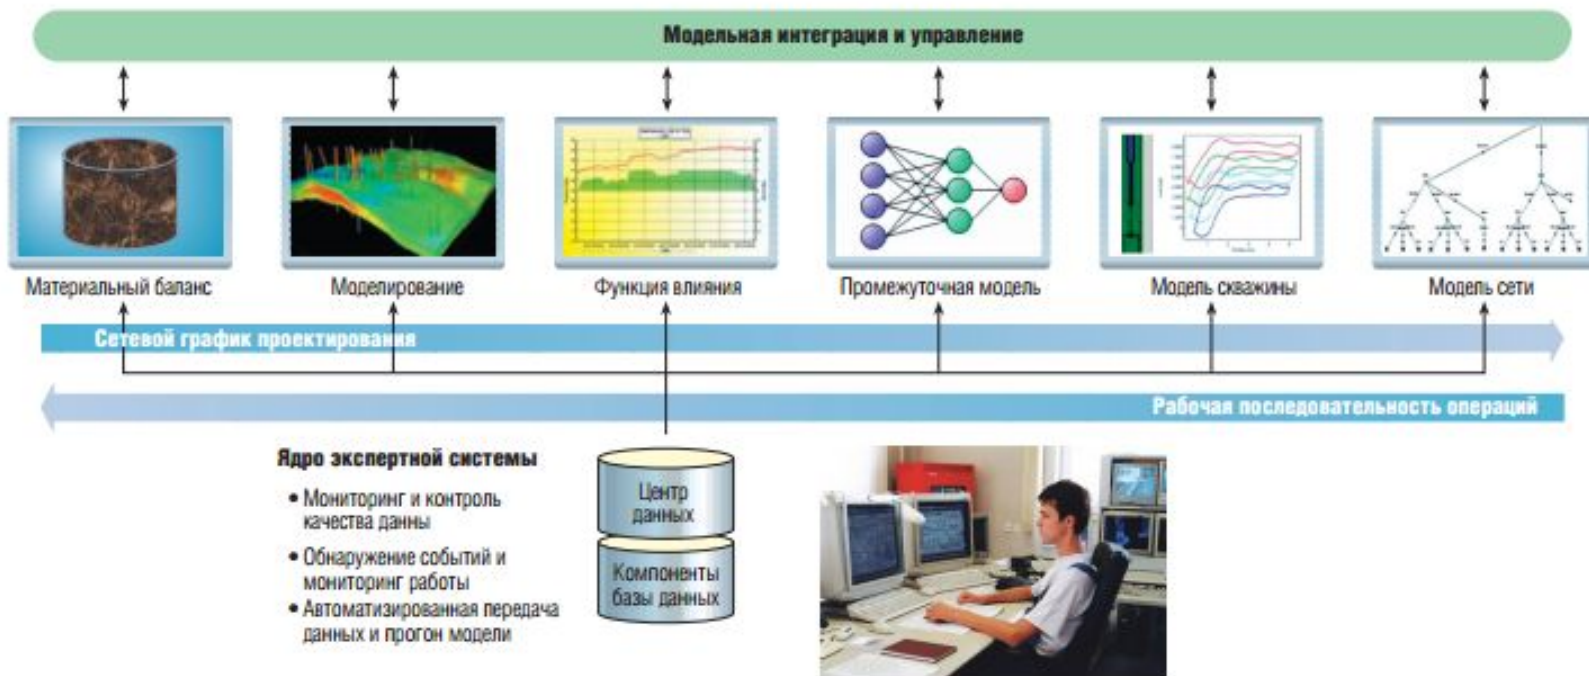 Модельная интеграция и управление
Материальный баланс
Моделирование
Функция влияния
Промежуточная модель
Модель скважины
Модель сети
Сетевой график проектирования
Рабочая последовательность операций
Ядро экспертной системы
• Мониторинг и контроль
качества данны
• Обнаружение событий и
мониторинг работы
• Автоматизированная передача
данных и прогон модели
Центр
данных
Компоненты
базы данных